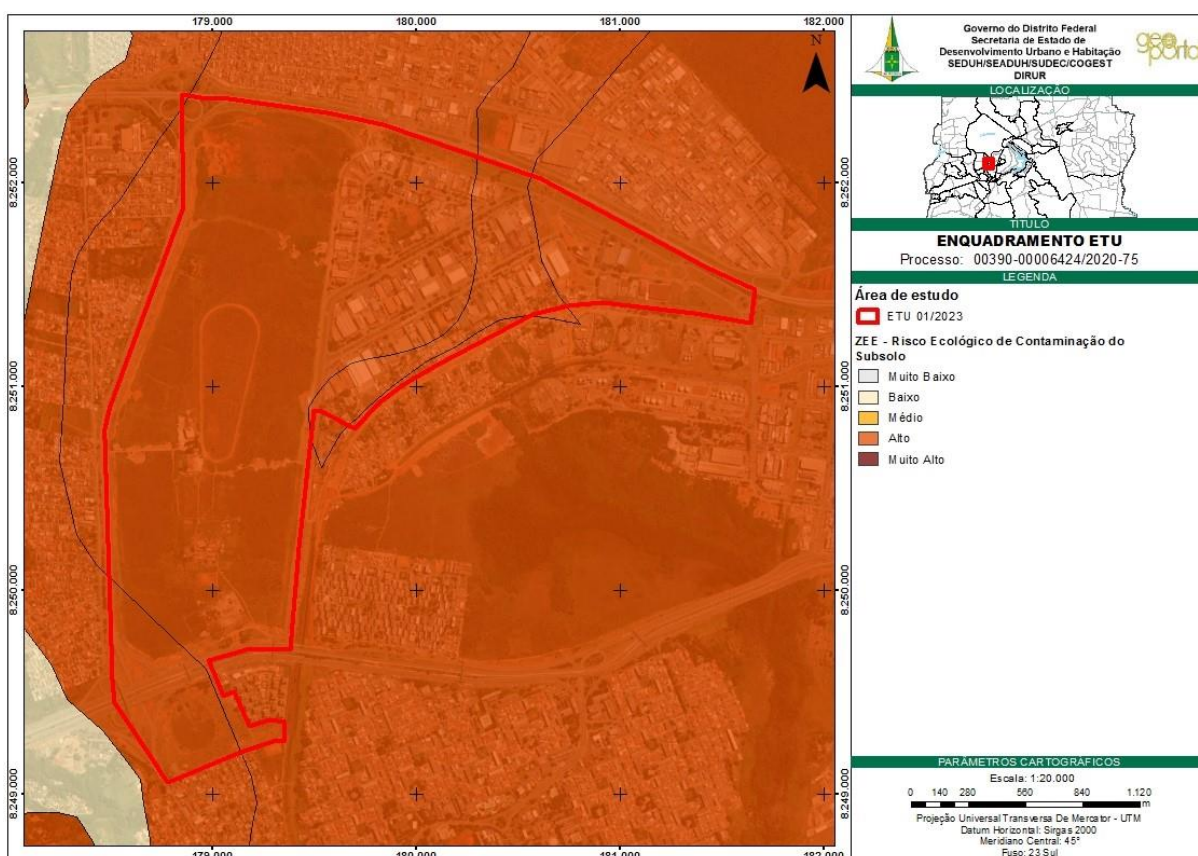 179.000
180.000
181.000
182.000
N
8.252.000
8.251.000
8.250.000
8.249.000
8.252.000
8.251.000
8.250.000
8.249.000
179.000
180.000
181.000
182.000
Governo do Distrito Federal
Secretaria de Estado de
Desenvolvimento Urbano e Habitação
SEDUH/SEADUH/SUDEC/COGEST
DIRUR
geo
porta
LOCALIZAÇÃO
TÍTULO
ENQUADRAMENTO ETU
Processo: 00390-00006424/2020-75
LEGENDA
Área de estudo
ETU 01/2023
ZEE - Risco Ecológico de Contaminação do
Subsolo
Muito Baixo
Baixo
Médio
Alto
Muito Alto
PARÂMETROS CARTOGRÁFICOS
Escala: 1:20.000
0 140 280 560 840 1.120
m
Projeção Universal Transversa De Mercator - UTM
Datum Horizontal: Sirgas 2000
Meridiano Central: 45°
Fuso: 23 Sul